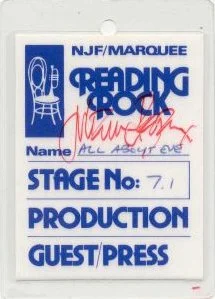 NJF/MARQUEE
READING
ROCK
Name ALL ABOUT EVE
STAGE No: 7.1
PRODUCTION
GUEST/PRESS